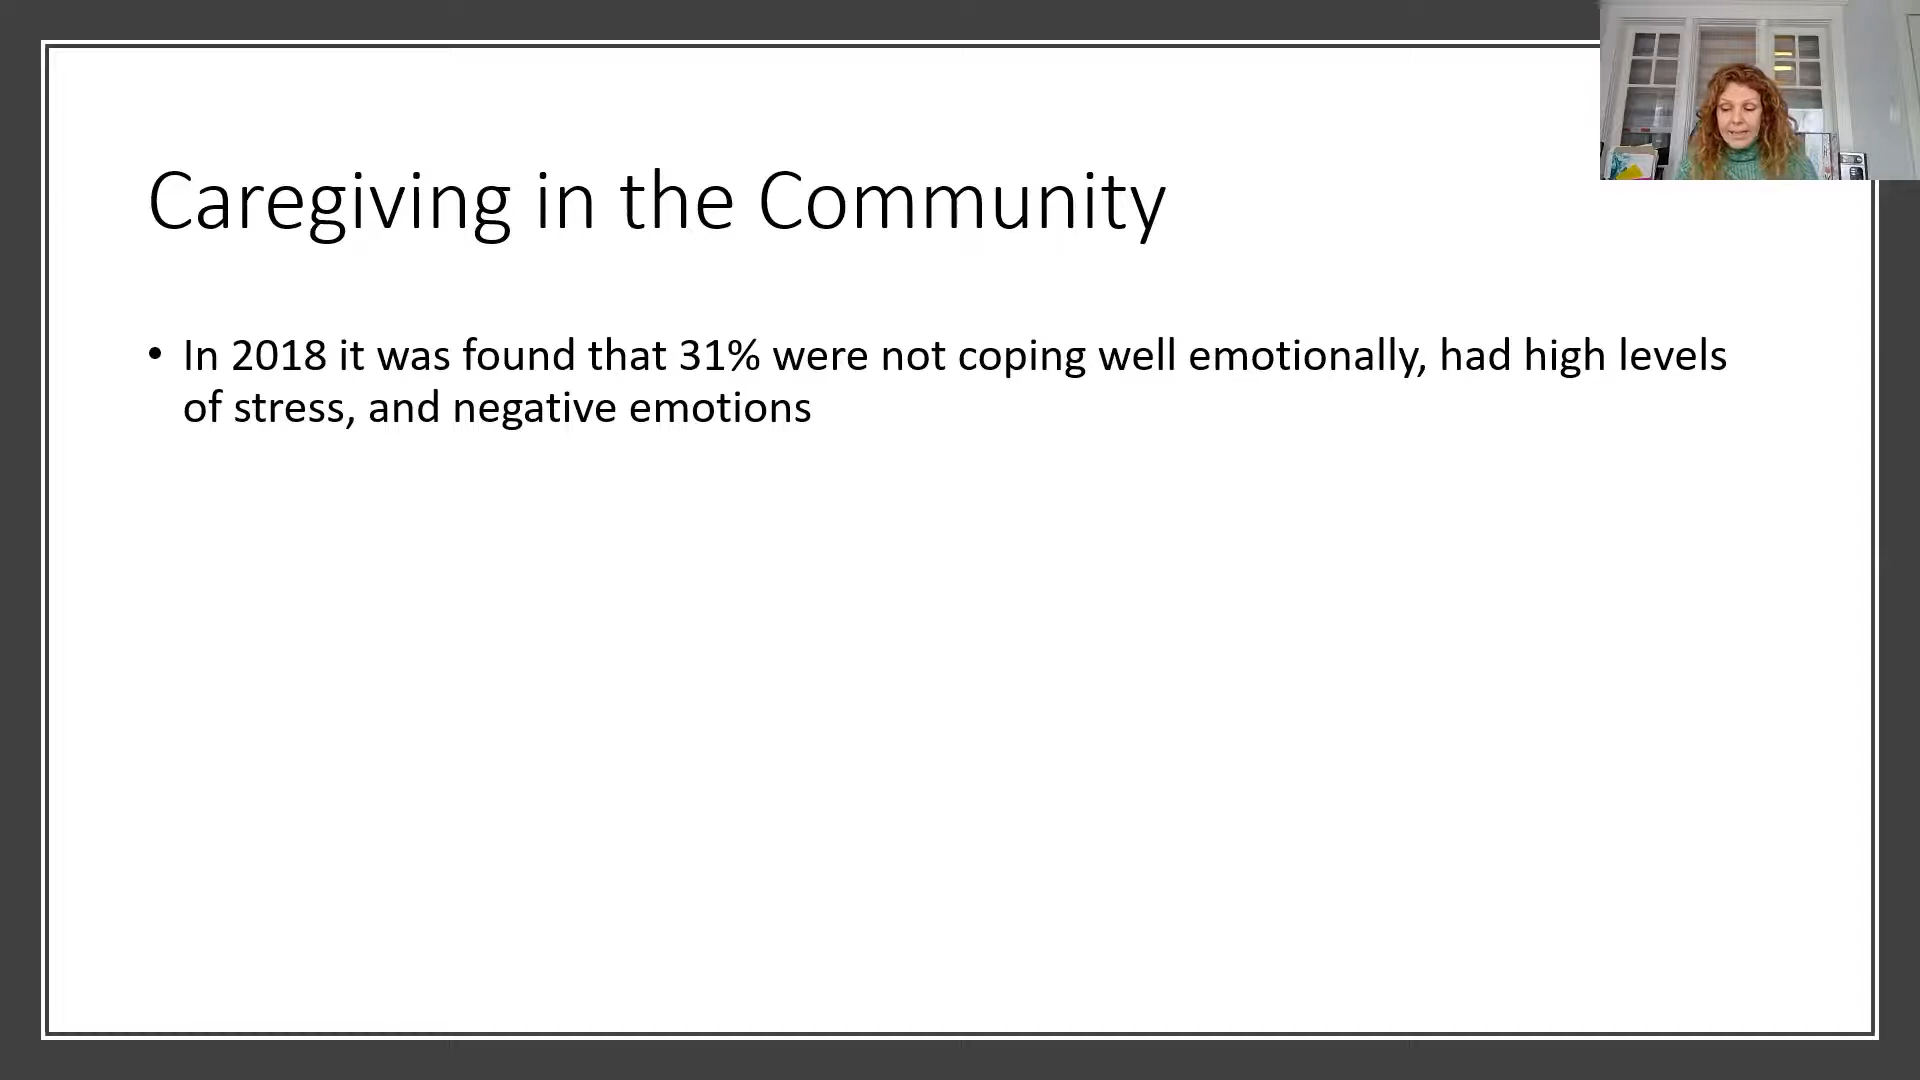 Caregiving in the Community
• In 2018 it was found that 31% were not coping well emotionally, had high levels
of stress, and negative emotions